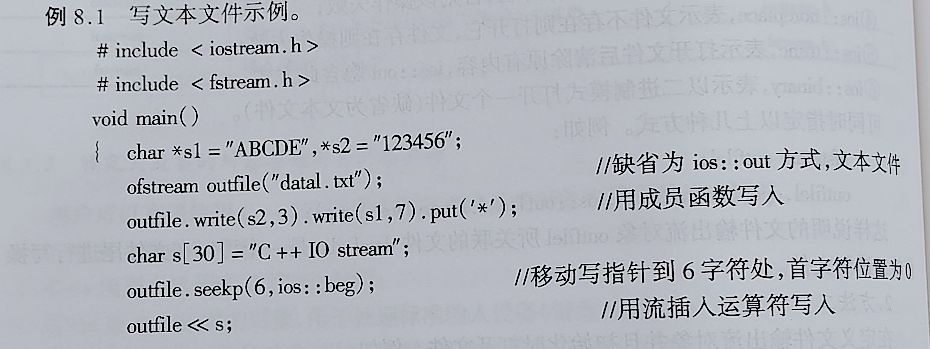 例 8.1 写文本文件示例。
# include < iostream.h >
# include < fstream.h >
void main()
{ char *s1 = "ABCDE", *s2 = "123456";
ofstream outfile("data1.txt"); //缺省为 ios::out 方式,文本文件
outfile.write(s2,3).write(s1,7).put('*'); //用成员函数写入
char s[30] = "C ++ IO stream";
outfile.seekp(6,ios::beg); //移动写指针到 6 字符处,首字符位置为0
outfile << s; //用流插入运算符写入